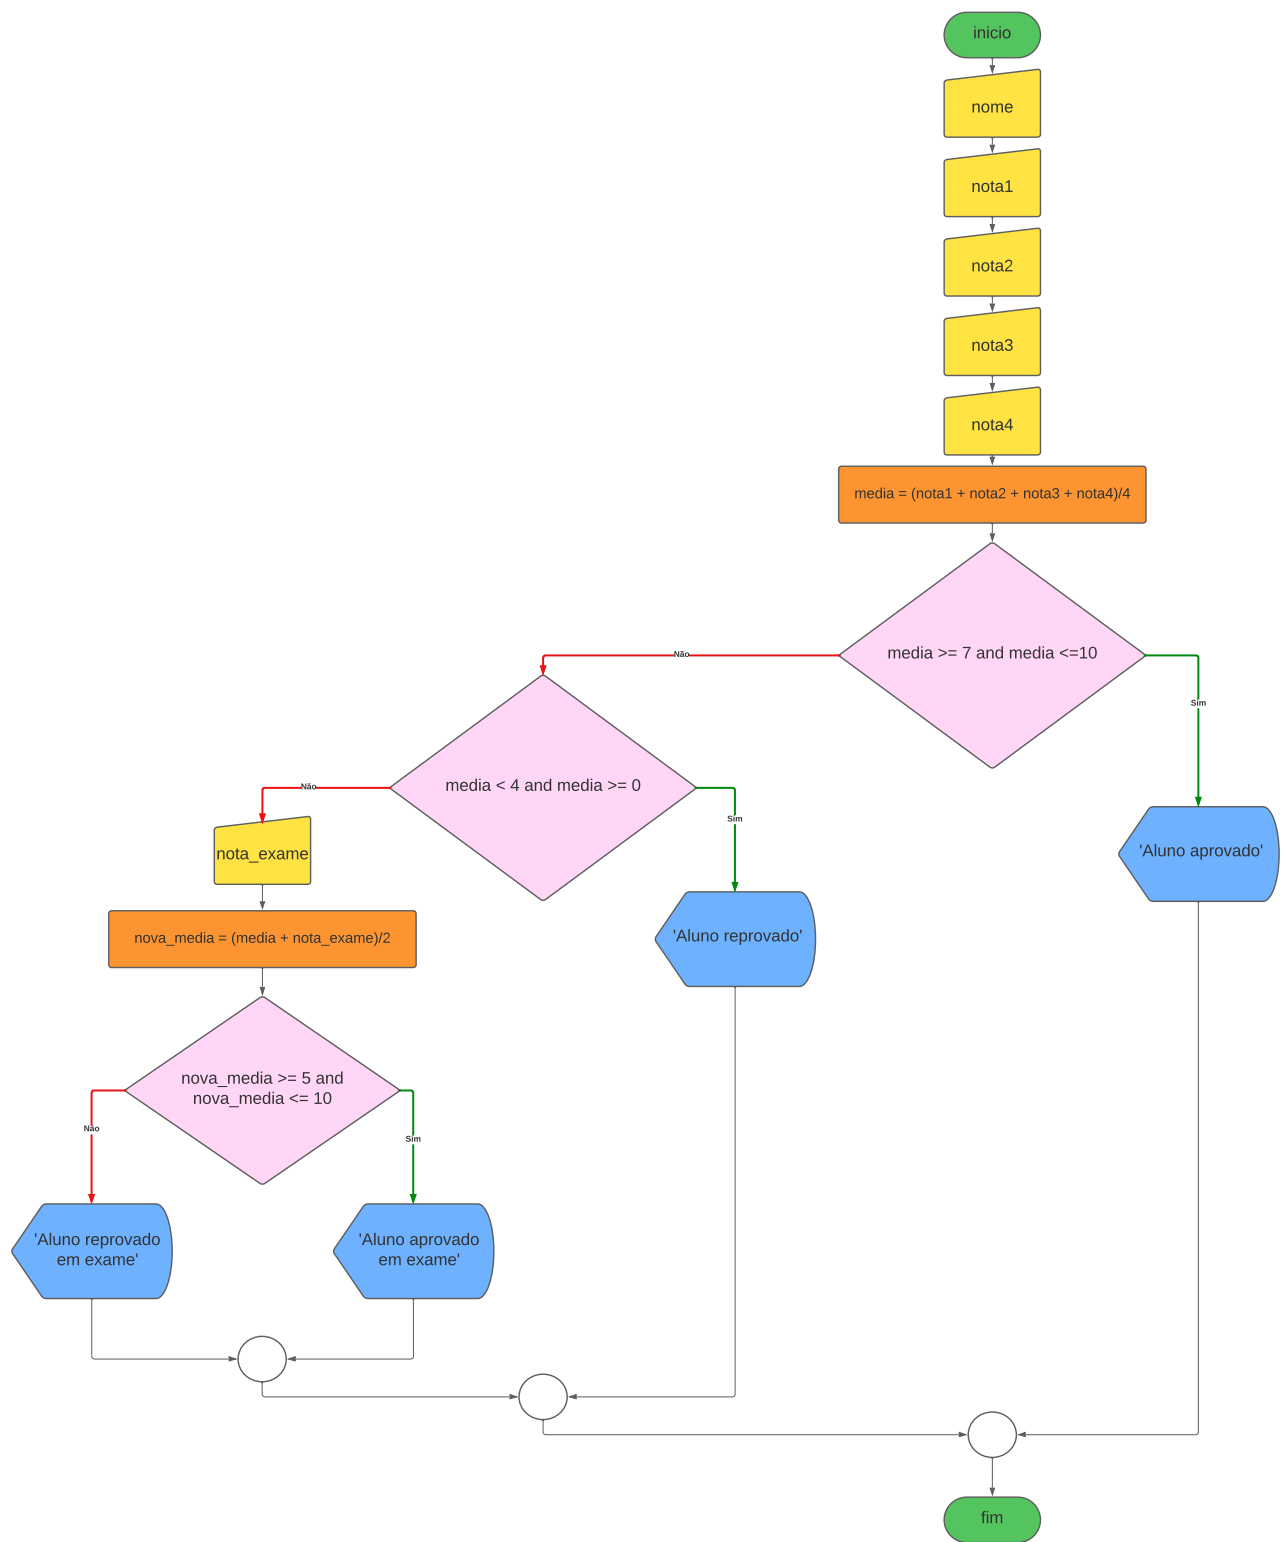 inicio
nome
nota1
nota2
nota3
nota4
media = (nota1 + nota2 + nota3 + nota4)/4
media >= 7 and media <=10
Não
Sim
media < 4 and media >= 0
Não
Sim
nota_exame
'Aluno aprovado'
'Aluno reprovado'
nova_media = (media + nota_exame)/2
nova_media >= 5 and
nova_media <= 10
Não
Sim
'Aluno reprovado
em exame'
'Aluno aprovado
em exame'
fim